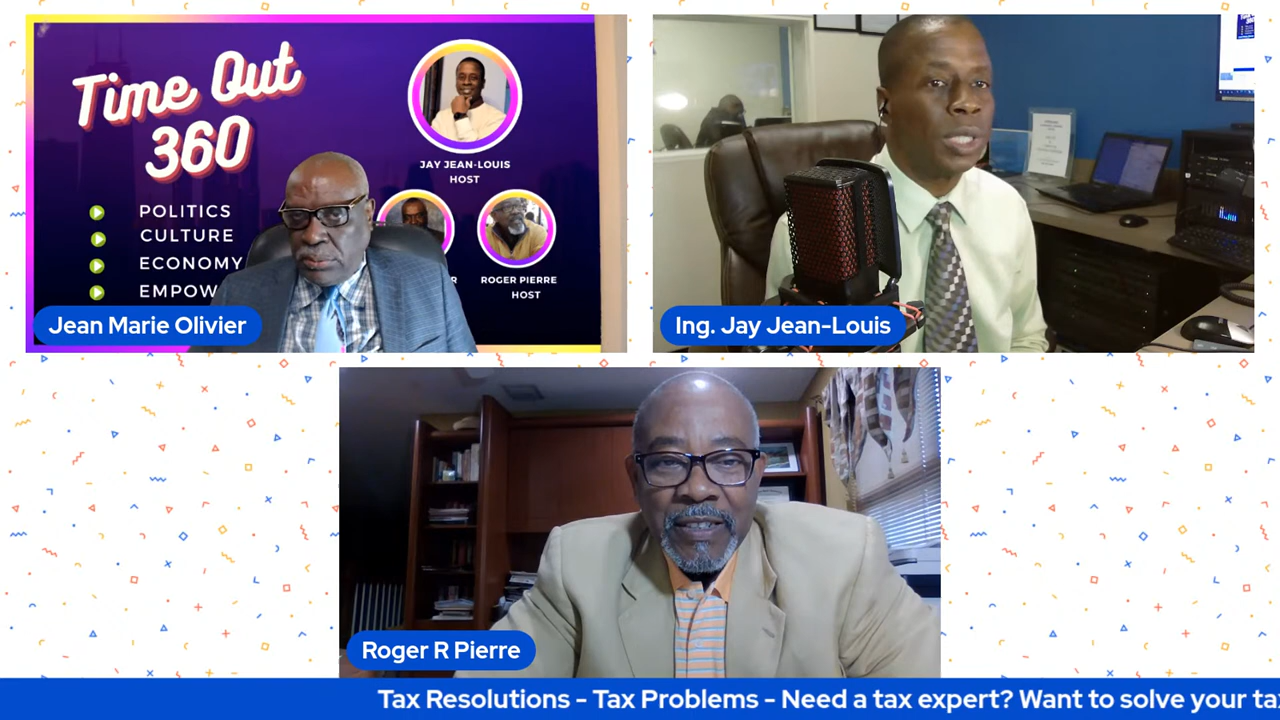 Time Out
360
JAY JEAN-LOUIS
HOST
POLITICS
CULTURE
ECONOMY
EMPOW
R
ROGER PIERRE
HOST
Jean Marie Olivier
Ing. Jay Jean-Louis
Roger R Pierre
Tax Resolutions - Tax Problems - Need a tax expert? Want to solve your tax